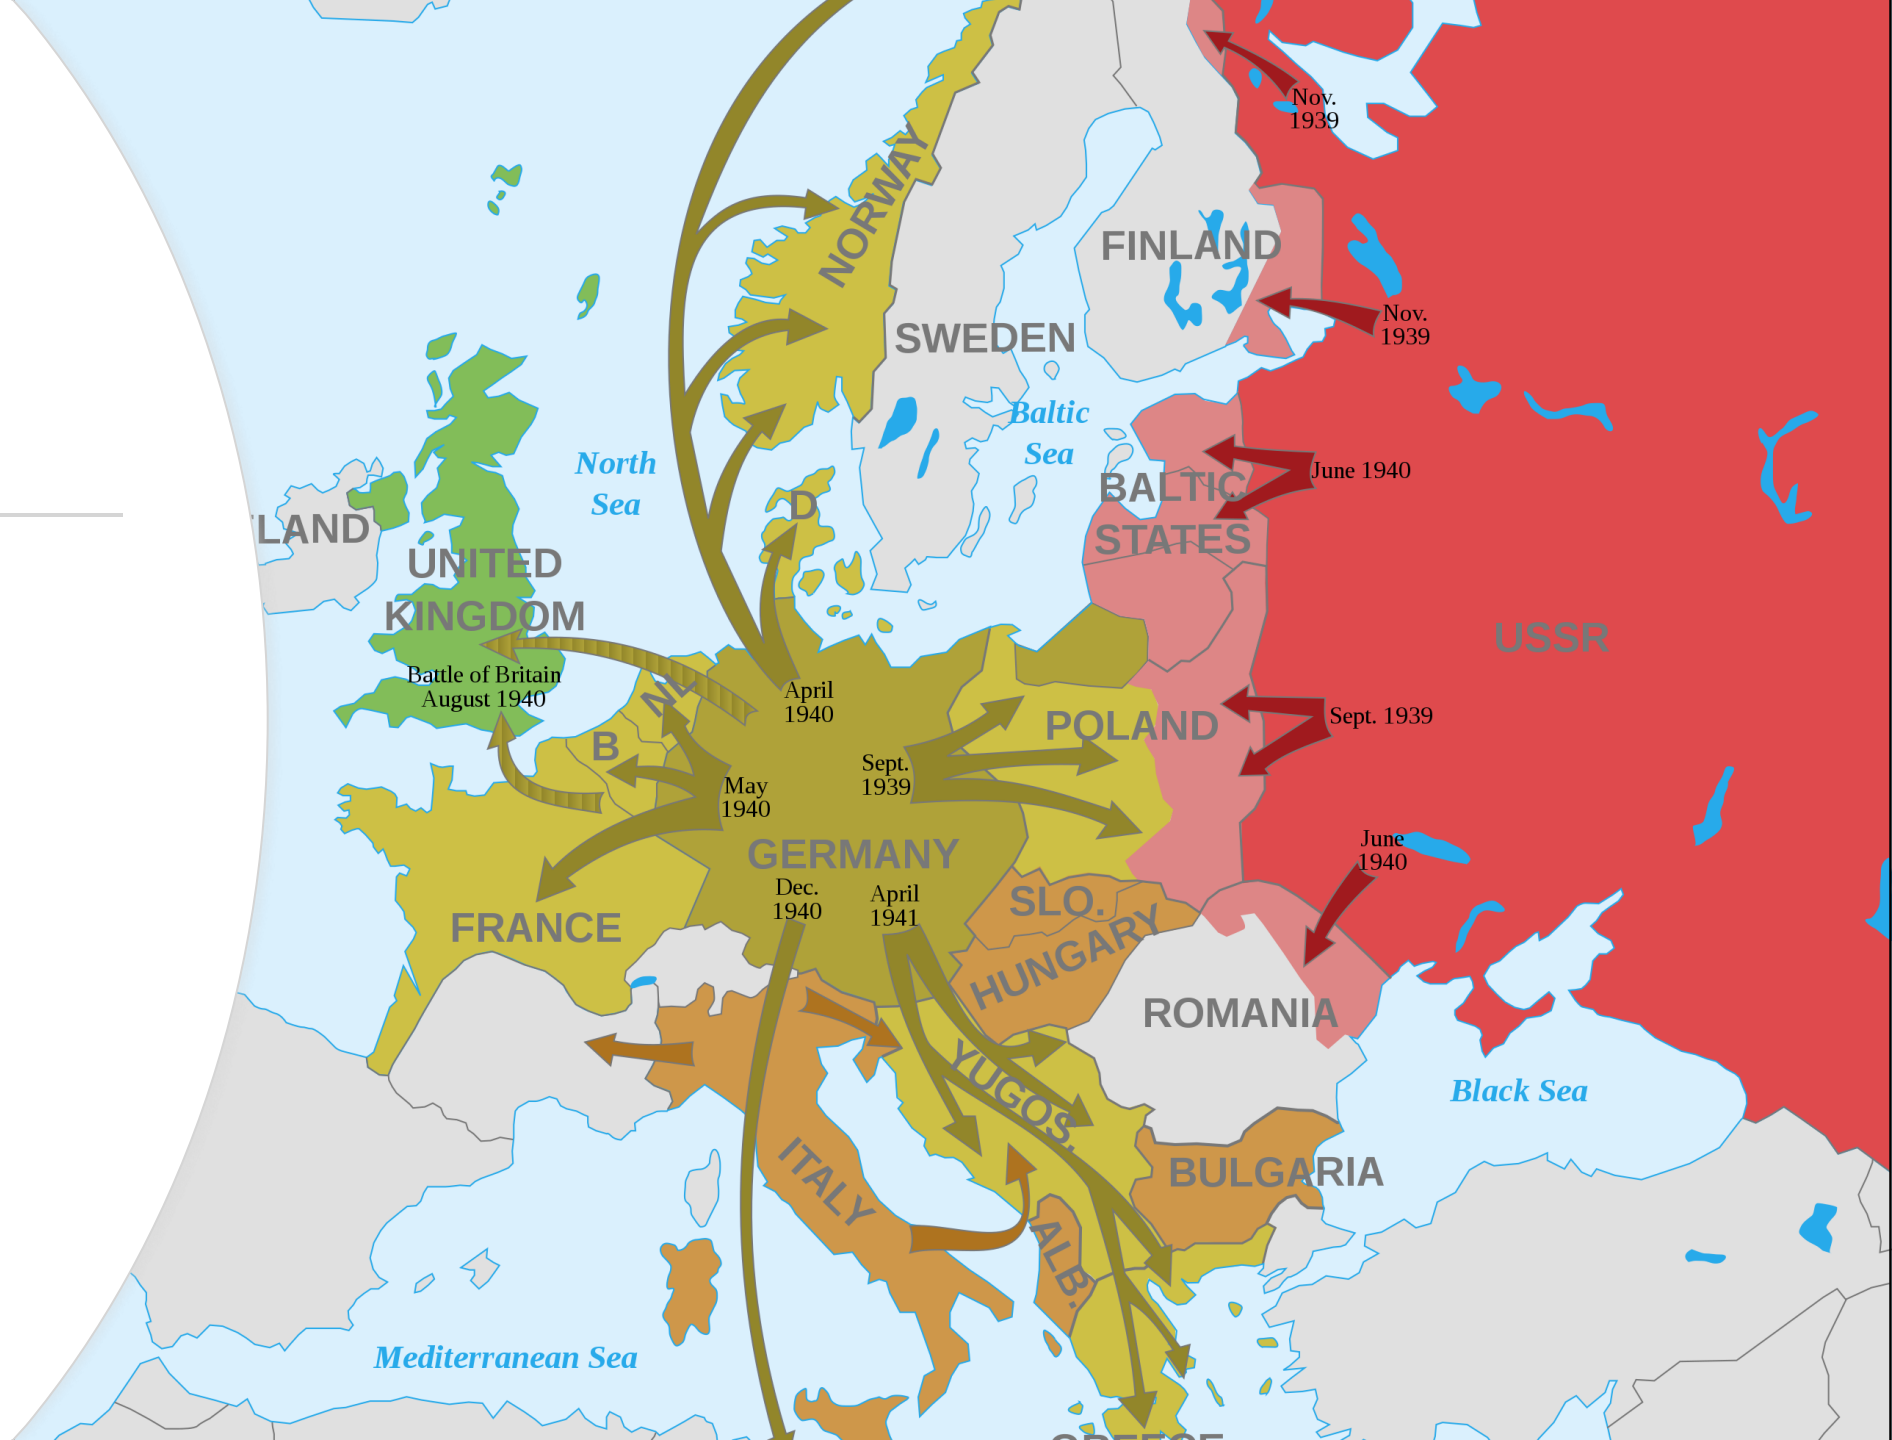 Nov.
1939
NORWAY
FINLAND
Nov.
1939
SWEDEN
Baltic
Sea
North
Sea
June 1940
BALTIC
STATES
D
LAND
UNITED
KINGDOM
USSR
Battle of Britain
August 1940
NL
April
1940
POLAND
Sept. 1939
B
Sept.
1939
May
1940
GERMANY
June
1940
Dec.
1940
April
1941
SLO.
FRANCE
HUNGARY
ROMANIA
YUGOS.
Black Sea
ITALY
BULGARIA
ALB.
Mediterranean Sea
GREECE